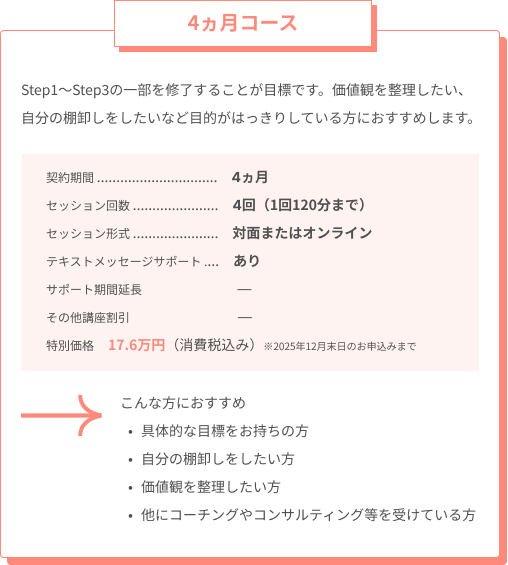 4ヵ月コース
Step1〜Step3の一部を修了することが目標です。価値観を整理したい、
自分の棚卸しをしたいなど目的がはっきりしている方におすすめします。
契約期間 ............................... 4ヵ月
セッション回数 ...................... 4回（1回120分まで）
セッション形式 ...................... 対面またはオンライン
テキストメッセージサポート .... あり
サポート期間延長 ―
その他講座割引 ―
特別価格 17.6万円（消費税込み）※2025年12月末日のお申込みまで
こんな方におすすめ
• 具体的な目標をお持ちの方
• 自分の棚卸しをしたい方
• 価値観を整理したい方
• 他にコーチングやコンサルティング等を受けている方